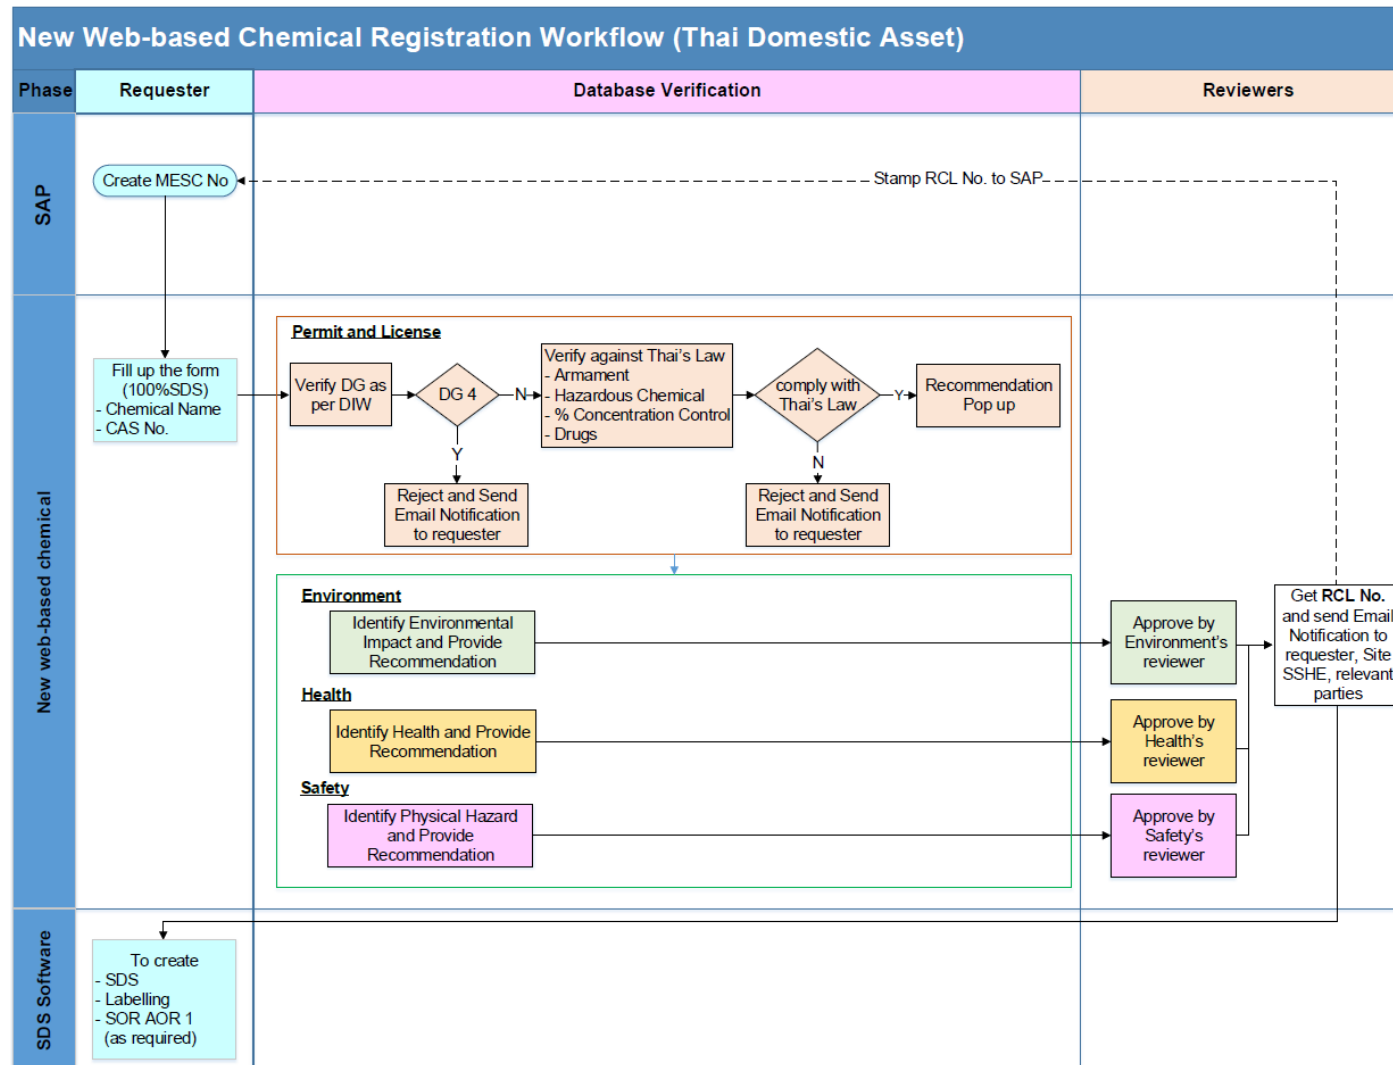 New Web-based Chemical Registration Workflow (Thai Domestic Asset)
Phase
Requester
Database Verification
Reviewers
SAP
Create MESC No
Stamp RCL No. to SAP
New web-based chemical
Fill up the form
(100%SDS)
- Chemical Name
- CAS No.
Permit and License
Verify DG as
per DIW
DG 4
N
Y
Reject and Send
Email Notification
to requester
Verify against Thai's Law
- Armament
- Hazardous Chemical
- % Concentration Control
- Drugs
comply with
Thai's Law
Y
N
Recommendation
Pop up
Reject and Send
Email Notification
to requester
Environment
Identify Environmental
Impact and Provide
Recommendation
Approve by
Environment's
reviewer
Health
Identify Health and Provide
Recommendation
Approve by
Health's
reviewer
Safety
Identify Physical Hazard
and Provide
Recommendation
Approve by
Safety's
reviewer
Get RCL No.
and send Email
Notification to
requester, Site
SSHE, relevant
parties
SDS Software
To create
- SDS
- Labelling
- SOR AOR 1
(as required)